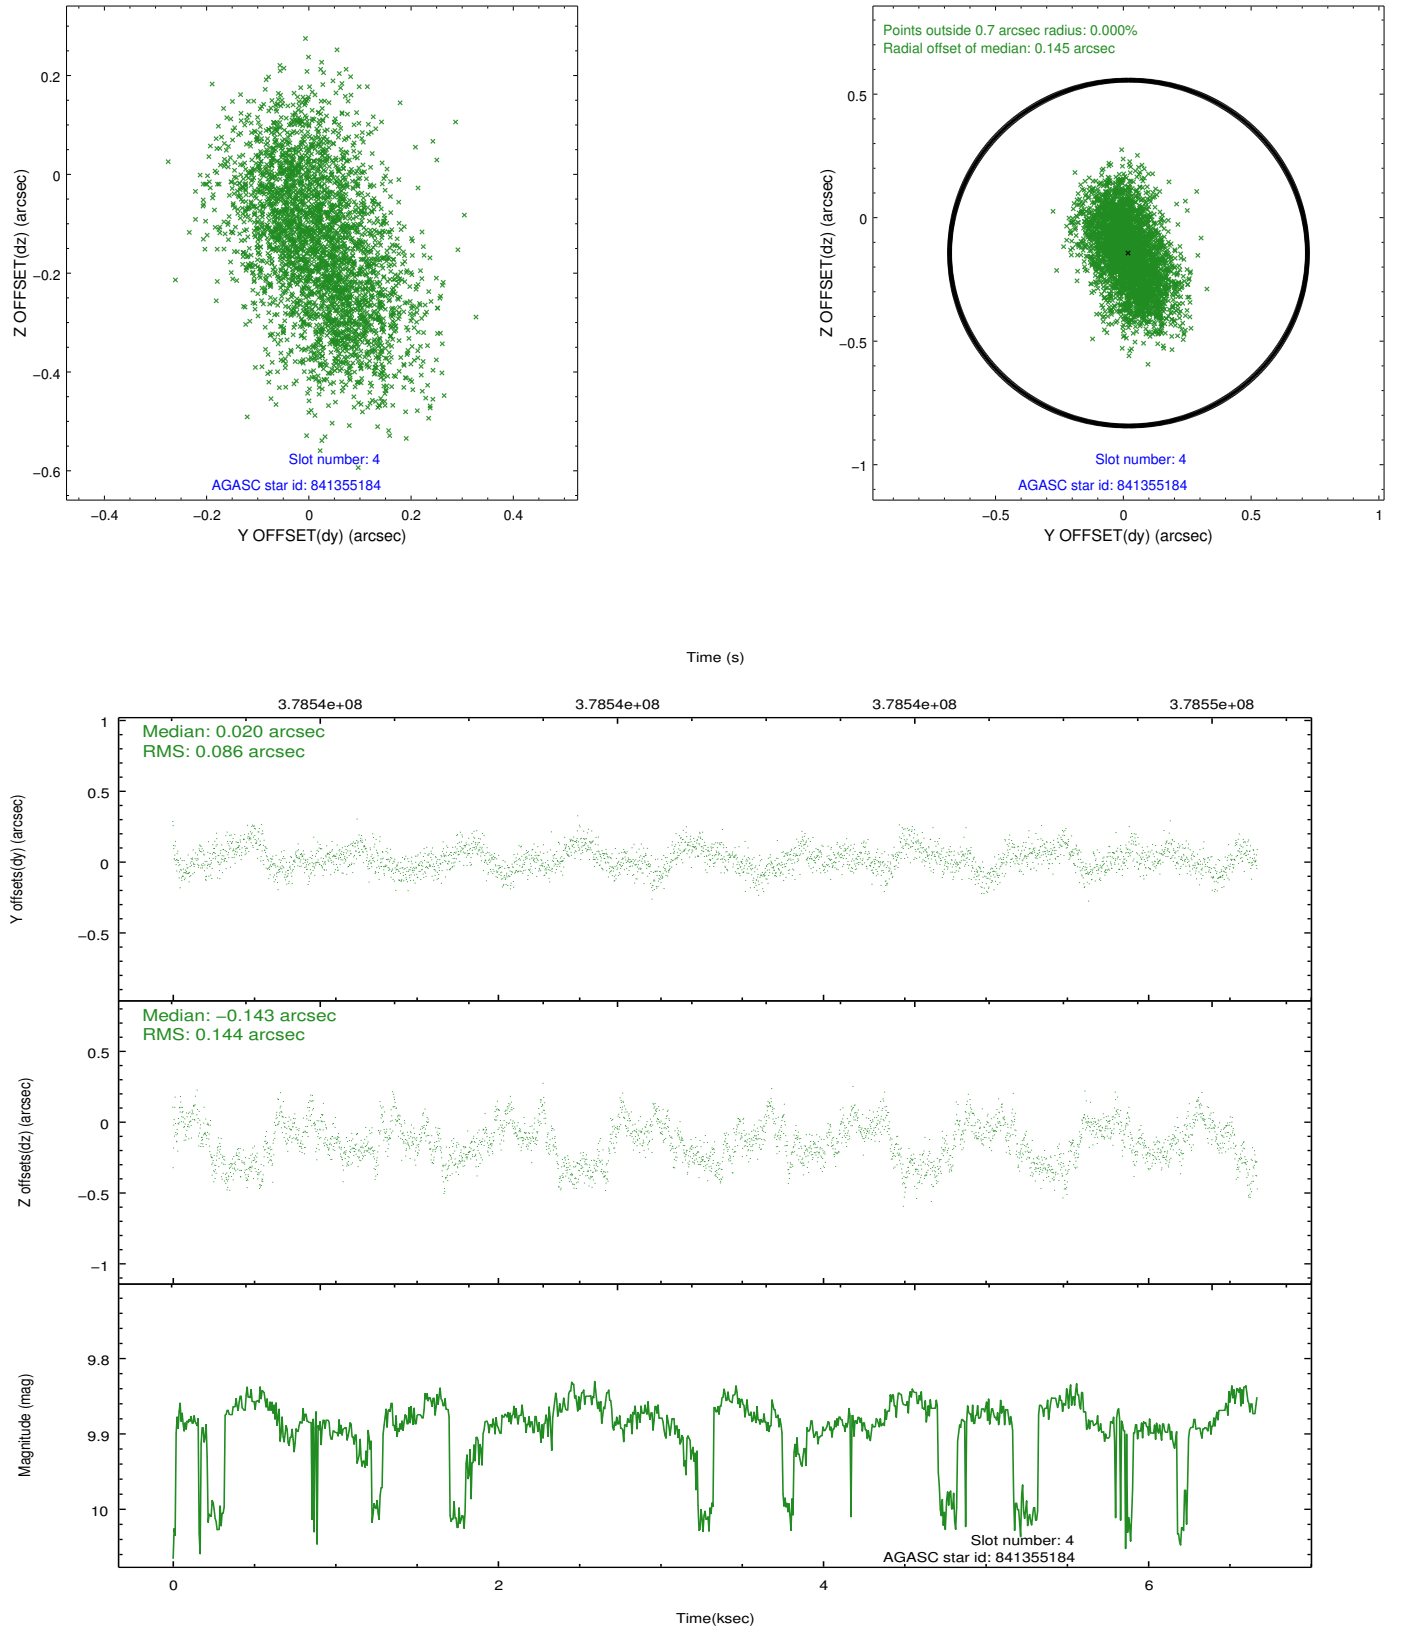 0.2
0
−0.2
−0.4
−0.6
Z OFFSET(dz) (arcsec)
Slot number: 4
AGASC star id: 841355184
−0.4 −0.2 0 0.2 0.4
Y OFFSET(dy) (arcsec)
Points outside 0.7 arcsec radius: 0.000%
Radial offset of median: 0.145 arcsec
0.5
0
−0.5
−1
Z OFFSET(dz) (arcsec)
Slot number: 4
AGASC star id: 841355184
−0.5 0 0.5 1
Y OFFSET(dy) (arcsec)
Time (s)
3.7854e+08 3.7854e+08 3.7854e+08 3.7855e+08
Median: 0.020 arcsec
RMS: 0.086 arcsec
1
0.5
0
−0.5
Y offsets(dy) (arcsec)
Median: −0.143 arcsec
RMS: 0.144 arcsec
0.5
0
−0.5
−1
Z offsets(dz) (arcsec)
9.8
9.9
10
Magnitude (mag)
Slot number: 4
AGASC star id: 841355184
0 2 4 6
Time(ksec)